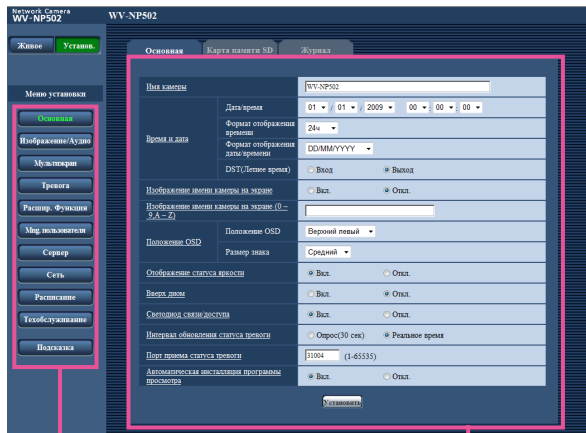 Network Camera
WV-NP502
WV-NP502
Живое
Установ.
Основная
Карта памяти SD
Журнал
Меню установки
Основная
Изображение/Аудио
Мультиэкран
Тревога
Расшир. Функция
Mng. пользователя
Сервер
Сеть
Расписание
Техобслуживание
Подсказка
Имя камеры
WV-NP502
Время и дата
Дата/время
01 / 01 / 2009 00 : 00 : 00
Формат отображения
времени
24ч
Формат отображения
даты/времени
DD/MM/YYYY
DST(Летнее время)
Вход
Выход
Изображение имени камеры на экране
Вкл.
Откл.
Изображение имени камеры на экране (0 –
9,A – Z)
Положение OSD
Положение OSD
Верхний левый
Размер знака
Средний
Отображение статуса яркости
Вкл.
Откл.
Вверх дном
Вкл.
Откл.
Светодиод связи/доступа
Вкл.
Откл.
Интервал обновления статуса тревоги
Опрос(30 сек)
Реальное время
Порт приема статуса тревоги
31004
(1-65535)
Автоматическая инсталляция программы
просмотра
Вкл.
Откл.
Установить